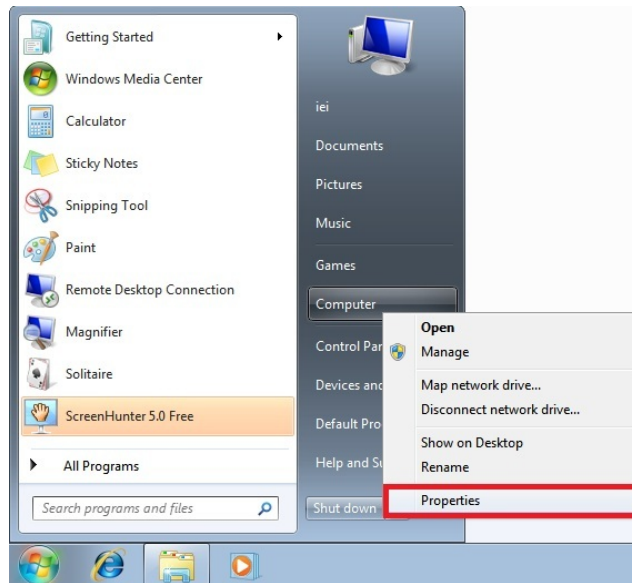 Getting Started
Windows Media Center
Calculator
Sticky Notes
Snipping Tool
Paint
Remote Desktop Connection
Magnifier
Solitaire
ScreenHunter 5.0 Free
All Programs
Search programs and files
iei
Documents
Pictures
Music
Games
Computer
Control Pan
Devices and
Default Pro
Help and Su
Shut down
Open
Manage
Map network drive...
Disconnect network drive...
Show on Desktop
Rename
Properties